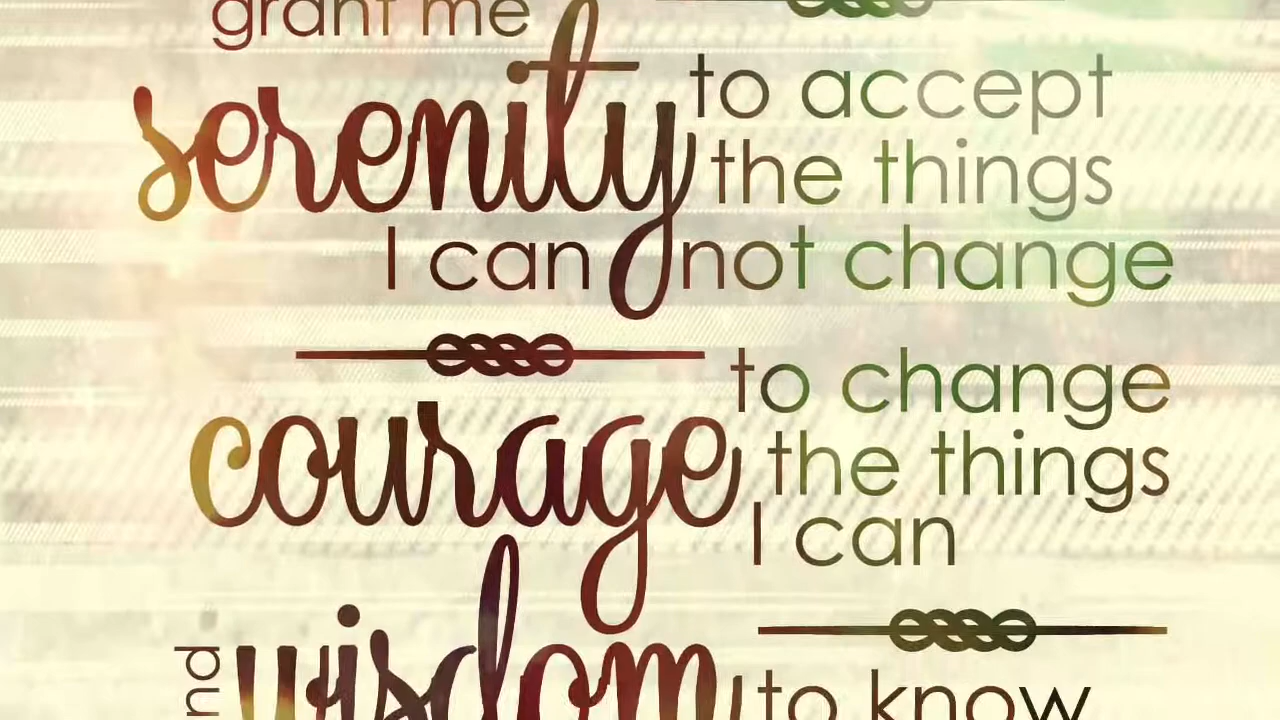 grant me
serenity to accept
the things
I can not change
courage to change
the things
I can
wisdom to know